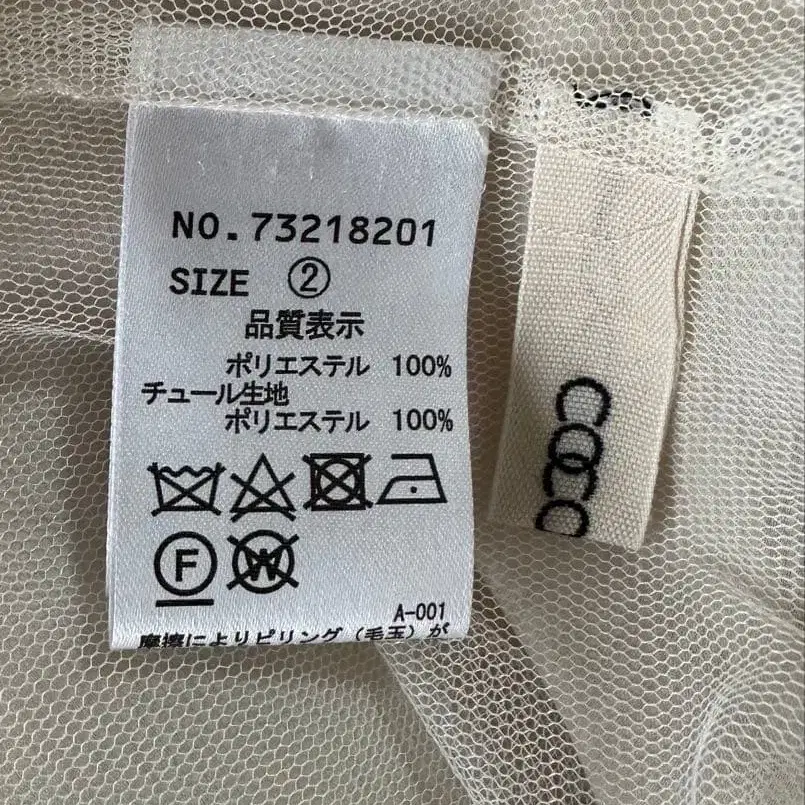 NO.73218201
SIZE ②
品質表示
ポリエステル 100%
チュール生地
ポリエステル 100%
F
W
A-001
摩擦によりピリング（毛玉）が